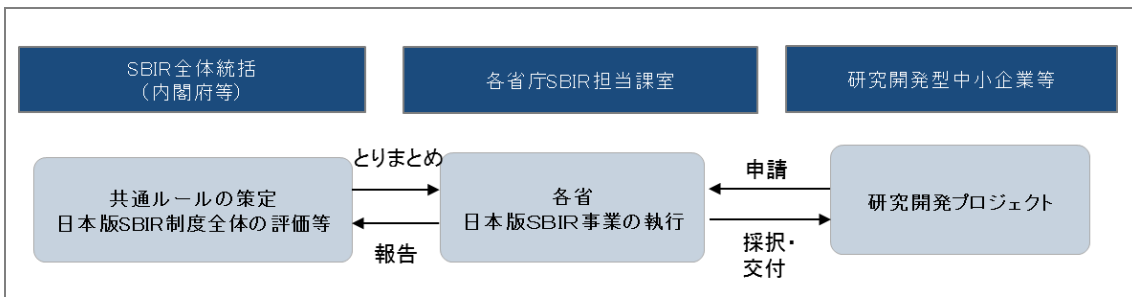 SBIR全体統括
（内閣府等）
各省庁SBIR担当課室
研究開発型中小企業等
とりまとめ
共通ルールの策定
日本版SBIR制度全体の評価等
報告
各省
日本版SBIR事業の執行
申請
採択・
交付
研究開発プロジェクト